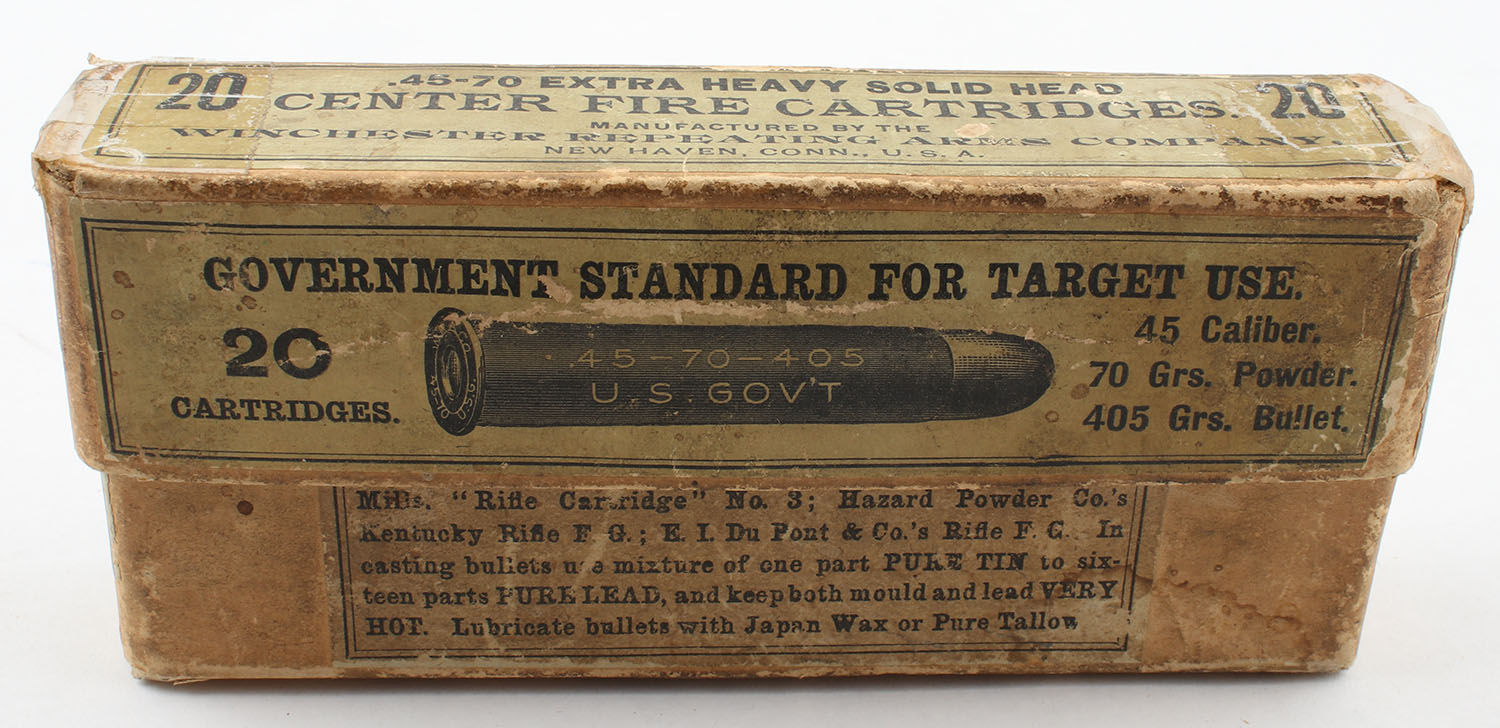 20 .45-70 EXTRA HEAVY SOLID HEAD 20
CENTER FIRE CARTRIDGES.
MANUFACTURED BY THE
WINCHESTER REPEATING ARMS COMPANY,
NEW HAVEN, CONN., U.S.A.
GOVERNMENT STANDARD FOR TARGET USE.
20
CARTRIDGES.
.45-70-405
U.S. GOV'T
45-70
U.S.G.
45 Caliber.
70 Grs. Powder.
405 Grs. Bullet.
Mills. "Rifle Cartridge" No. 3; Hazard Powder Co.'s
Kentucky Rifle F. G.; E. I. Du Pont & Co.'s Rifle F. G. In
casting bullets use mixture of one part PURE TIN to six-
teen parts PURE LEAD, and keep both mould and lead VERY
HOT. Lubricate bullets with Japan Wax or Pure Tallow